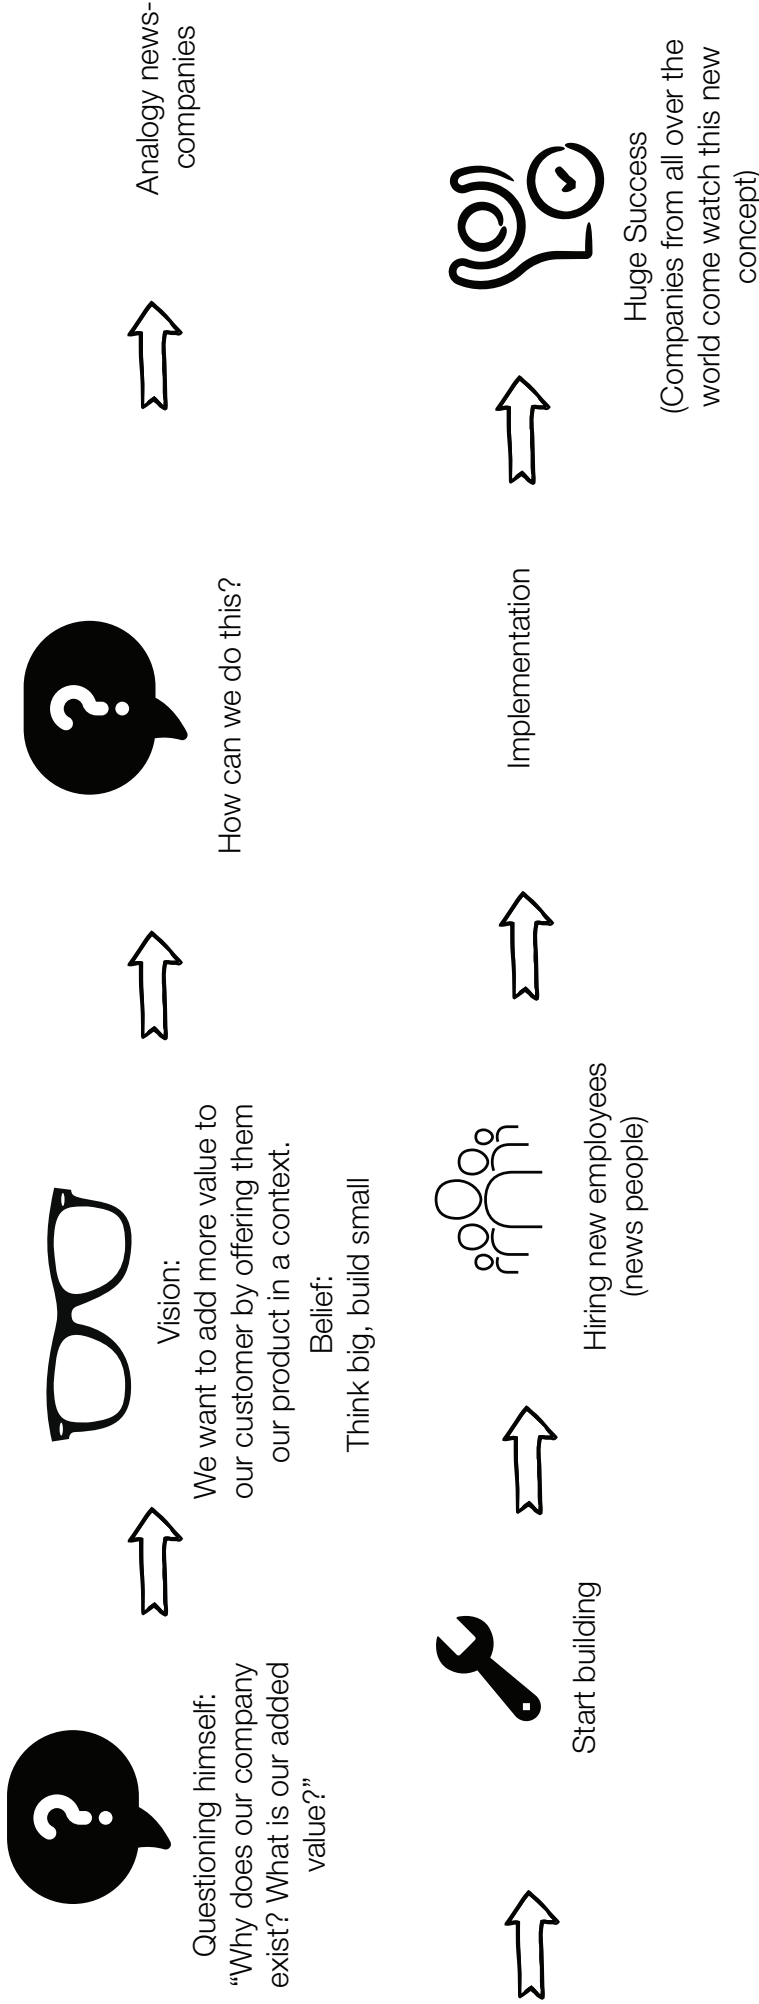 Questioning himself:
“Why does our company
exist? What is our added
value?”
Vision:
We want to add more value to
our customer by offering them
our product in a context.
Belief:
Think big, build small
How can we do this?
Analogy news-
companies
Start building
Hiring new employees
(news people)
Implementation
Huge Success
(Companies from all over the
world come watch this new
concept)